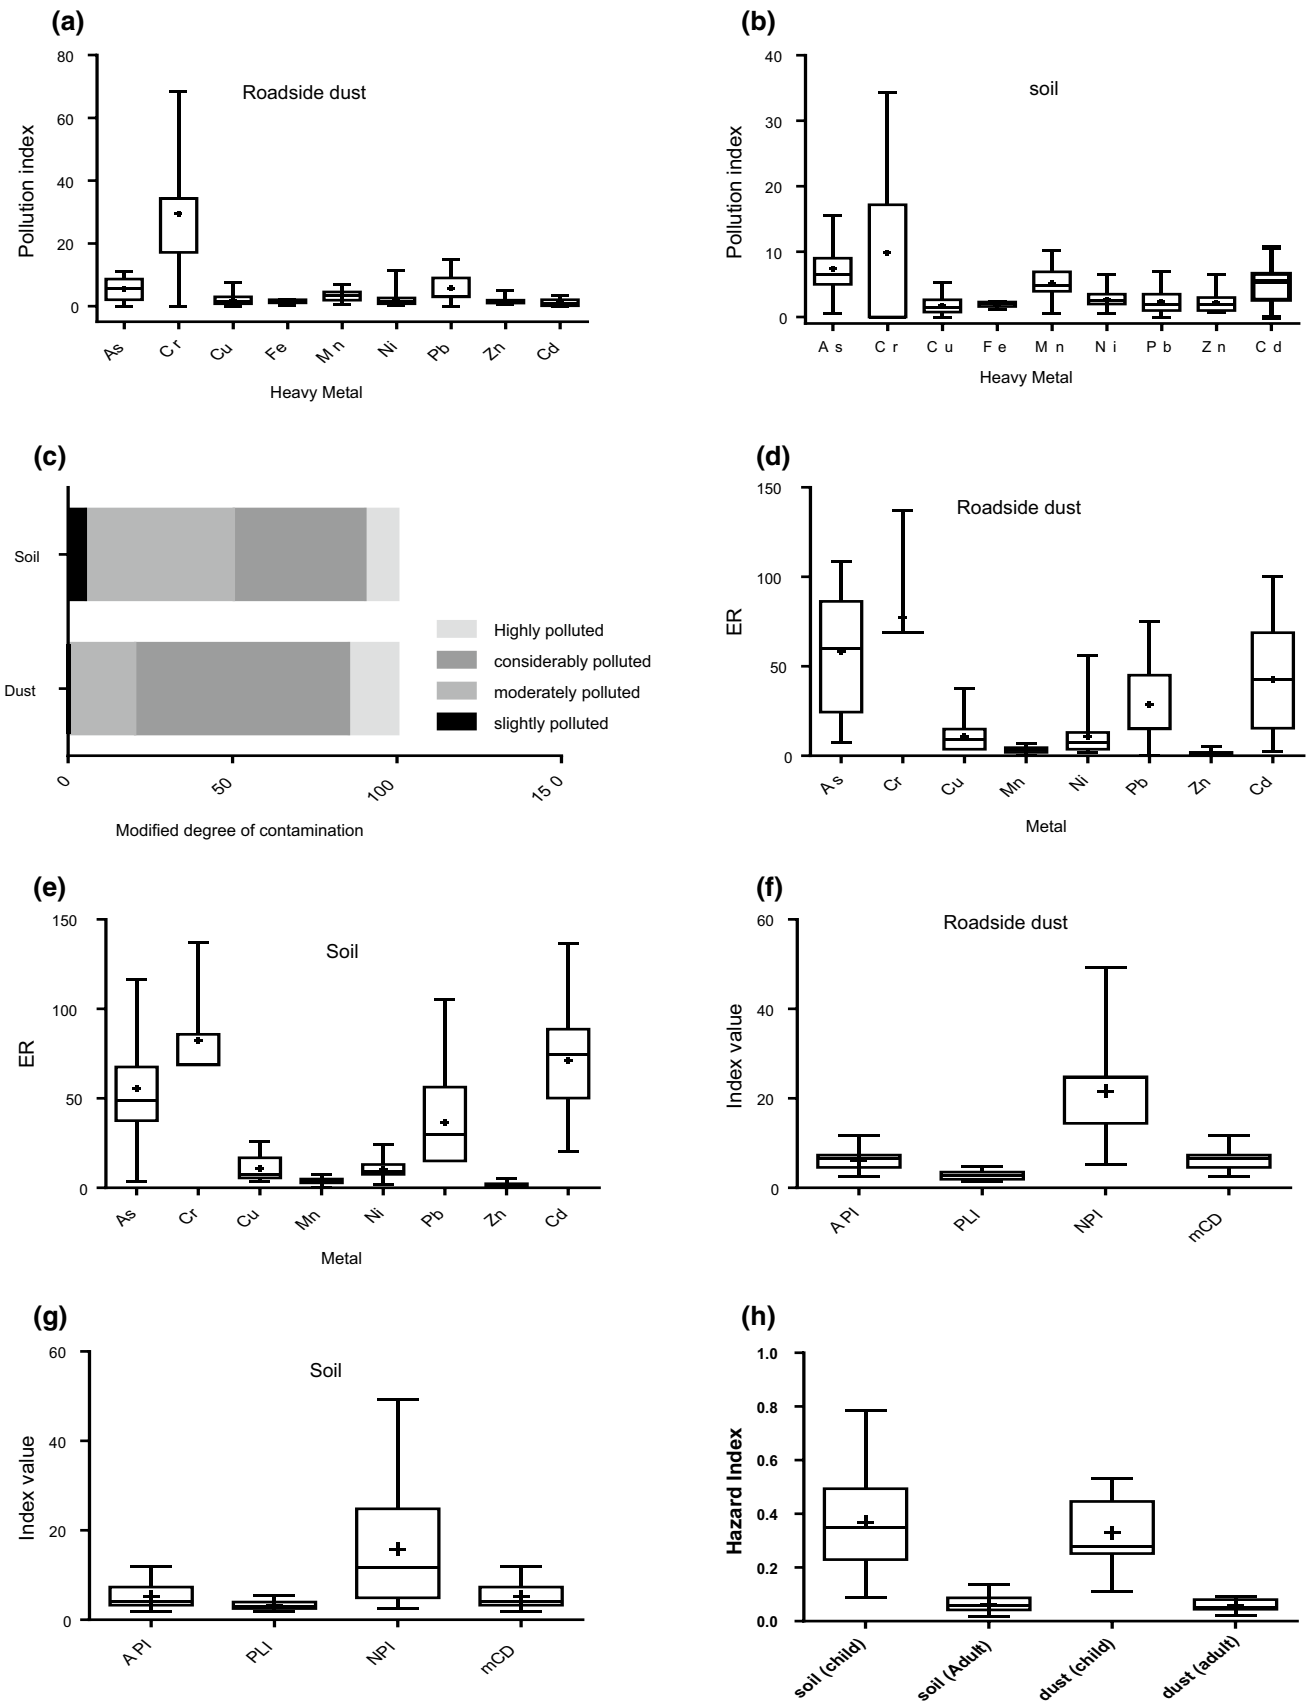 (a)
Roadside dust
Pollution index
80
60
40
20
0
As Cr Cu Fe Mn Ni Pb Zn Cd
Heavy Metal
(b)
soil
Pollution index
40
30
20
10
0
As Cr Cu Fe Mn Ni Pb Zn Cd
Heavy Metal
(c)
Soil
Dust
Highly polluted
considerably polluted
moderately polluted
slightly polluted
0 50 100 150
Modified degree of contamination
(d)
Roadside dust
ER
150
100
50
0
As Cr Cu Mn Ni Pb Zn Cd
Metal
(e)
Soil
ER
150
100
50
0
As Cr Cu Mn Ni Pb Zn Cd
Metal
(f)
Roadside dust
Index value
60
40
20
0
API PLI NPI mCD
(g)
Soil
Index value
60
40
20
0
API PLI NPI mCD
(h)
Hazard Index
1.0
0.8
0.6
0.4
0.2
0.0
soil (child) soil (Adult) dust (child) dust (adult)